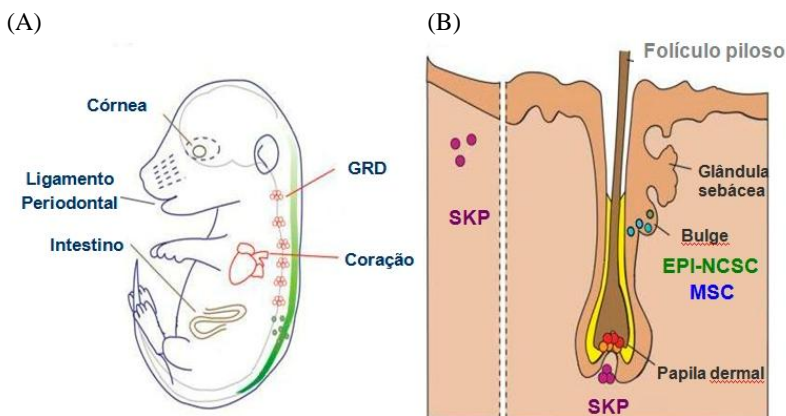 (A)
Córnea
Ligamento
Periodontal
Intestino
GRD
Coração
(B)
Folículo piloso
SKP
Glândula
sebácea
Bulge
EPI-NCSC
MSC
Papila dermal
SKP